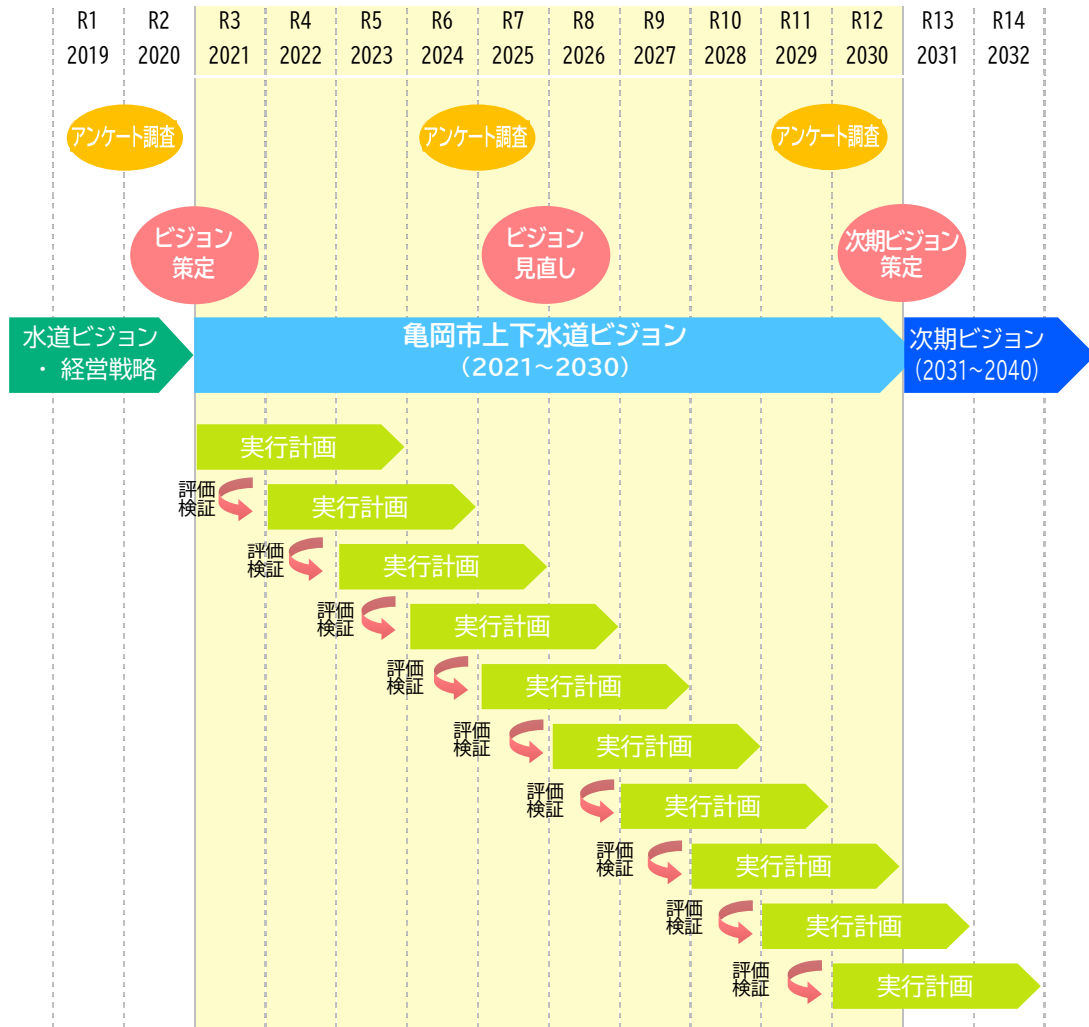 R1 R2 R3 R4 R5 R6 R7 R8 R9 R10 R11 R12 R13 R14
2019 2020 2021 2022 2023 2024 2025 2026 2027 2028 2029 2030 2031 2032
アンケート調査 アンケート調査 アンケート調査
ビジョン
策定
ビジョン
見直し
次期ビジョン
策定
水道ビジョン
・ 経営戦略
亀岡市上下水道ビジョン
(2021~2030)
次期ビジョン
(2031~2040)
実行計画
評価
検証
実行計画
評価
検証
実行計画
評価
検証
実行計画
評価
検証
実行計画
評価
検証
実行計画
評価
検証
実行計画
評価
検証
実行計画
評価
検証
実行計画
評価
検証
実行計画